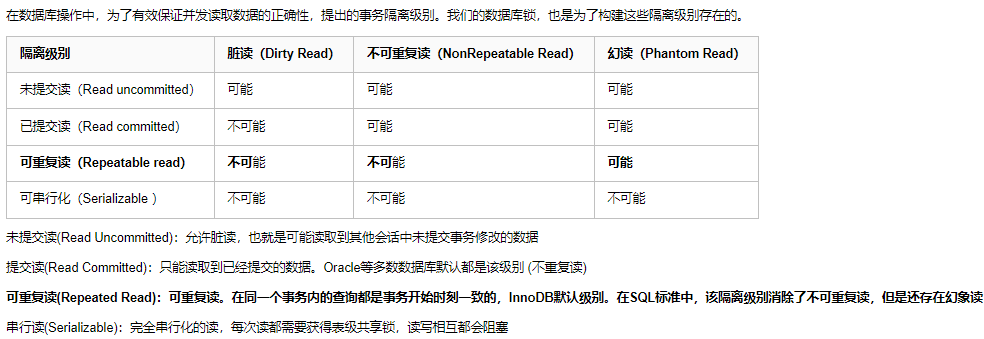 在数据库操作中，为了有效保证并发读取数据的正确性，提出的事务隔离级别。我们的数据库锁，也是为了构建这些隔离级别存在的。
隔离级别 脏读（Dirty Read） 不可重复读（NonRepeatable Read） 幻读（Phantom Read）
未提交读（Read uncommitted） 可能 可能 可能
已提交读（Read committed） 不可能 可能 可能
可重复读（Repeatable read） 不可能 不可能 可能
可串行化（Serializable ） 不可能 不可能 不可能
未提交读(Read Uncommitted)：允许脏读，也就是可能读取到其他会话中未提交事务修改的数据
提交读(Read Committed)：只能读取到已经提交的数据。Oracle等多数数据库默认都是该级别 (不重复读)
可重复读(Repeated Read)：可重复读。在同一个事务内的查询都是事务开始时刻一致的，InnoDB默认级别。在SQL标准中，该隔离级别消除了不可重复读，但是还存在幻象读
串行读(Serializable)：完全串行化的读，每次读都需要获得表级共享锁，读写相互都会阻塞